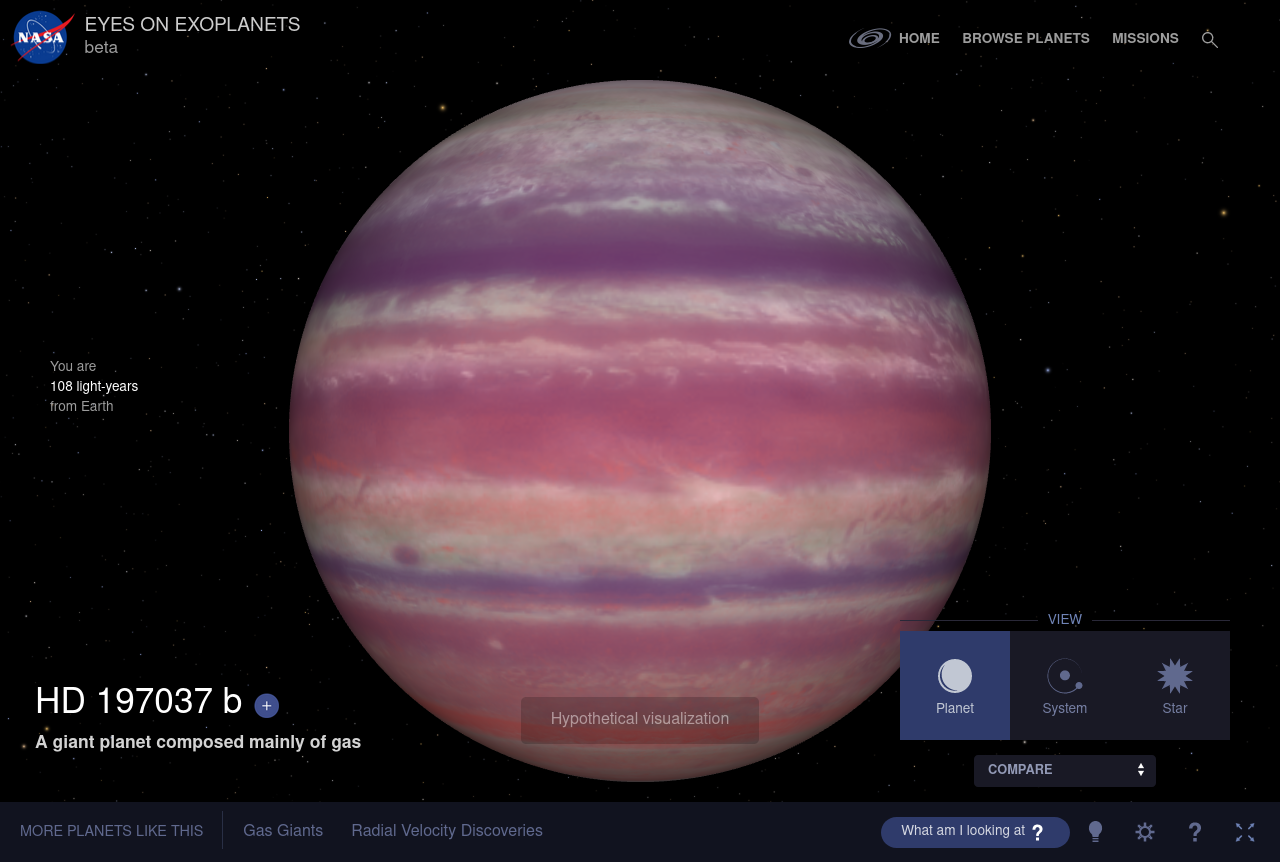 NASA
EYES ON EXOPLANETS
beta
HOME
BROWSE PLANETS
MISSIONS
You are
108 light-years
from Earth
VIEW
Planet
System
Star
HD 197037 b +
A giant planet composed mainly of gas
Hypothetical visualization
COMPARE
MORE PLANETS LIKE THIS
Gas Giants
Radial Velocity Discoveries
What am I looking at ?
?